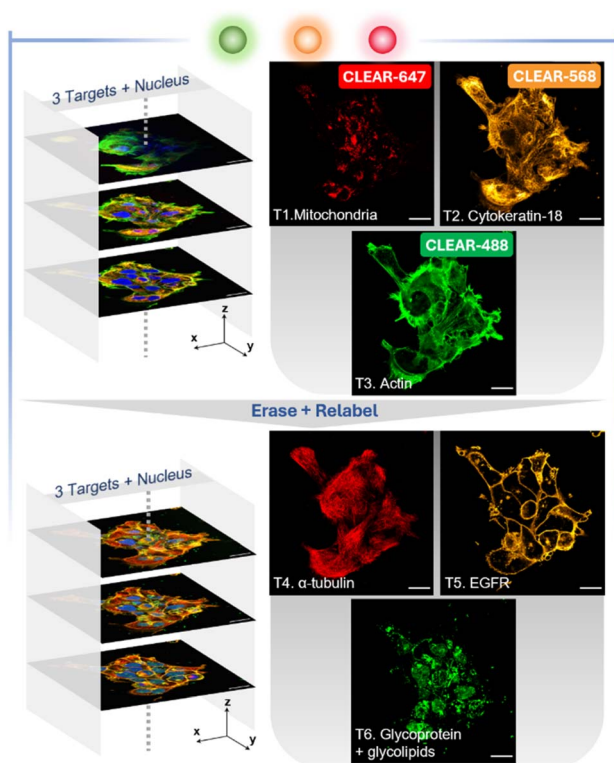 3 Targets + Nucleus
CLEAR-647
CLEAR-568
T1.Mitochondria
T2. Cytokeratin-18
CLEAR-488
z
x
y
T3. Actin
Erase + Relabel
3 Targets + Nucleus
T4. α-tubulin
T5. EGFR
z
x
y
T6. Glycoprotein
+ glycolipids